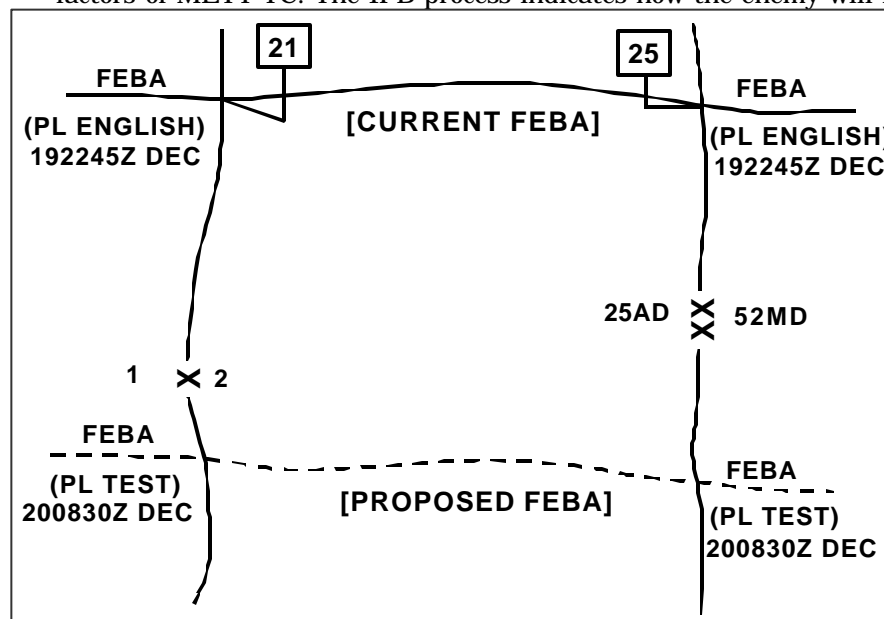 factors of METT-TC. The IPB process indicates how the enemy will
21
25
FEBA
FEBA
[CURRENT FEBA]
(PL ENGLISH)
192245Z DEC
(PL ENGLISH)
192245Z DEC
25AD XX 52MD
1 X 2
FEBA
FEBA
(PL TEST)
200830Z DEC
[PROPOSED FEBA]
(PL TEST)
200830Z DEC